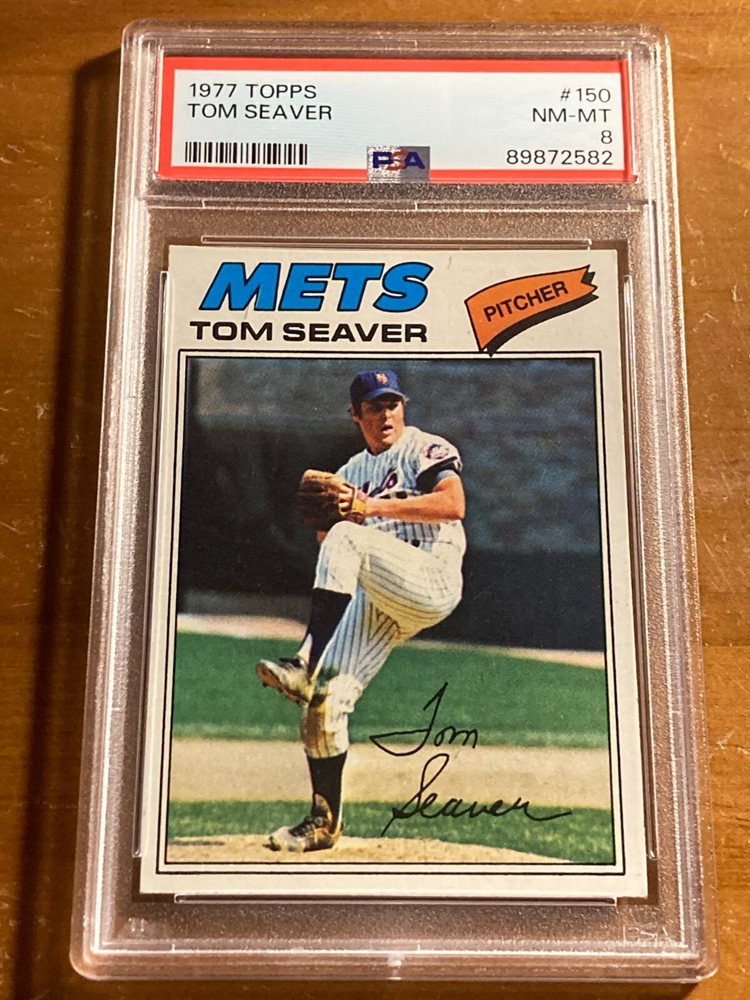 1977 TOPPS #150
TOM SEAVER NM-MT
8
PSA 89872582
METS
PITCHER
TOM SEAVER
Tom
Seaver